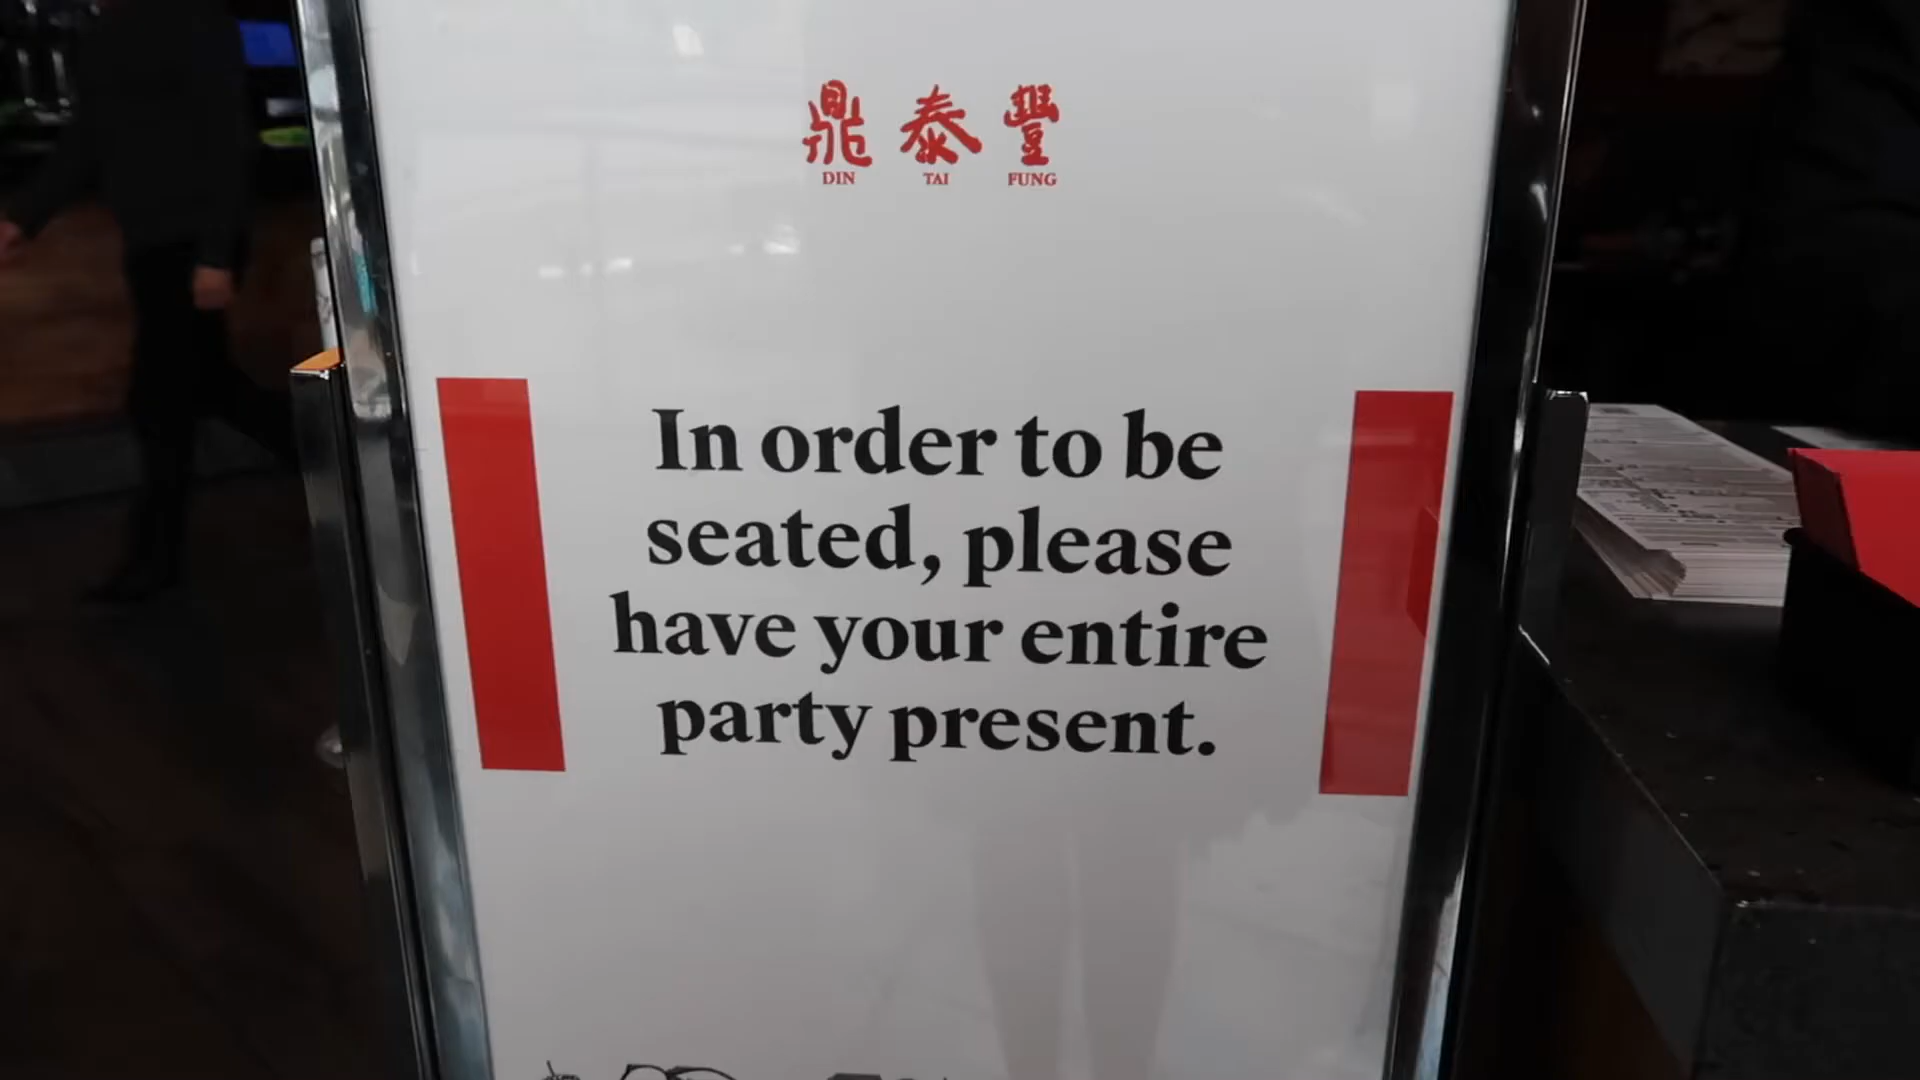 鼎泰豐
DIN TAI FUNG
In order to be
seated, please
have your entire
party present.